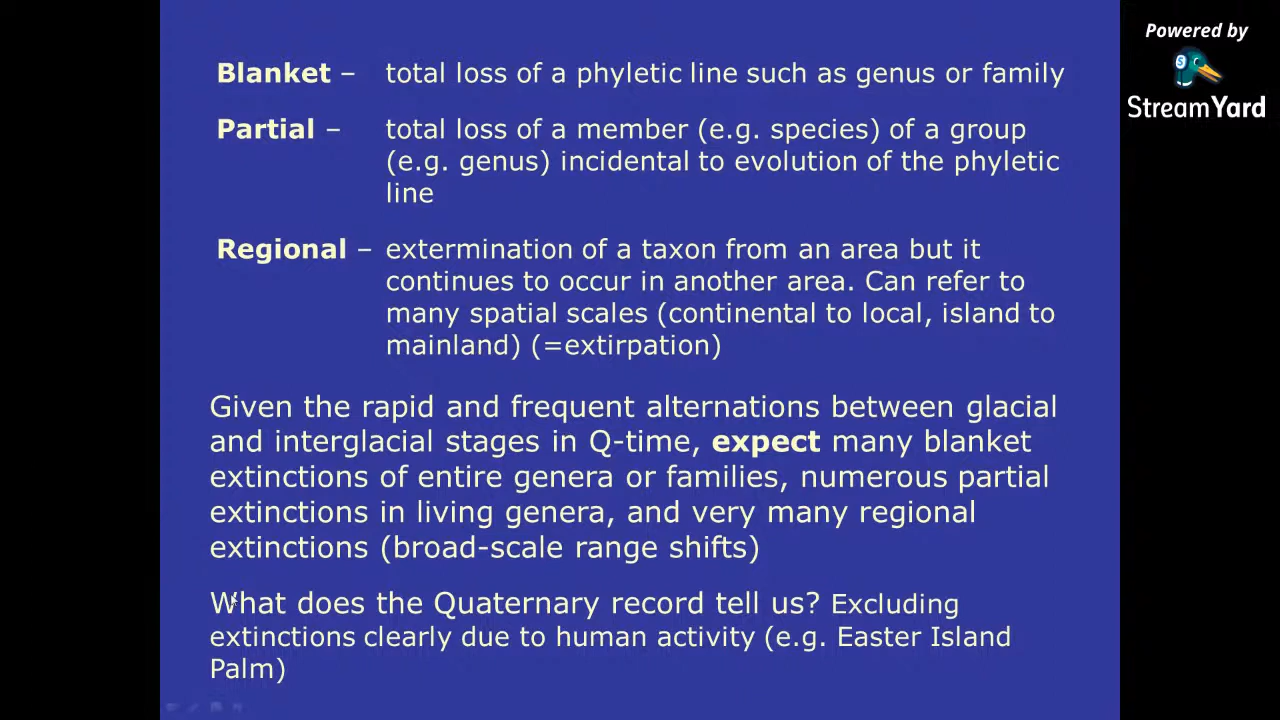 Blanket – total loss of a phyletic line such as genus or family
Partial – total loss of a member (e.g. species) of a group
(e.g. genus) incidental to evolution of the phyletic
line
Regional – extermination of a taxon from an area but it
continues to occur in another area. Can refer to
many spatial scales (continental to local, island to
mainland) (=extirpation)
Given the rapid and frequent alternations between glacial
and interglacial stages in Q-time, expect many blanket
extinctions of entire genera or families, numerous partial
extinctions in living genera, and very many regional
extinctions (broad-scale range shifts)
What does the Quaternary record tell us? Excluding
extinctions clearly due to human activity (e.g. Easter Island
Palm)
Powered by
StreamYard